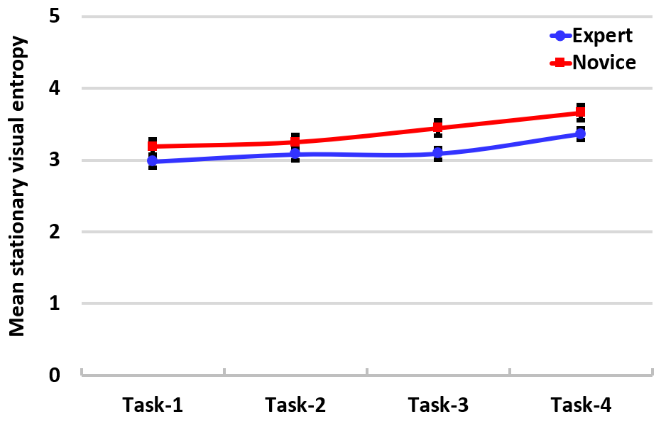 5
Expert
Novice
4
3
2
1
0
Mean stationary visual entropy
Task-1 Task-2 Task-3 Task-4